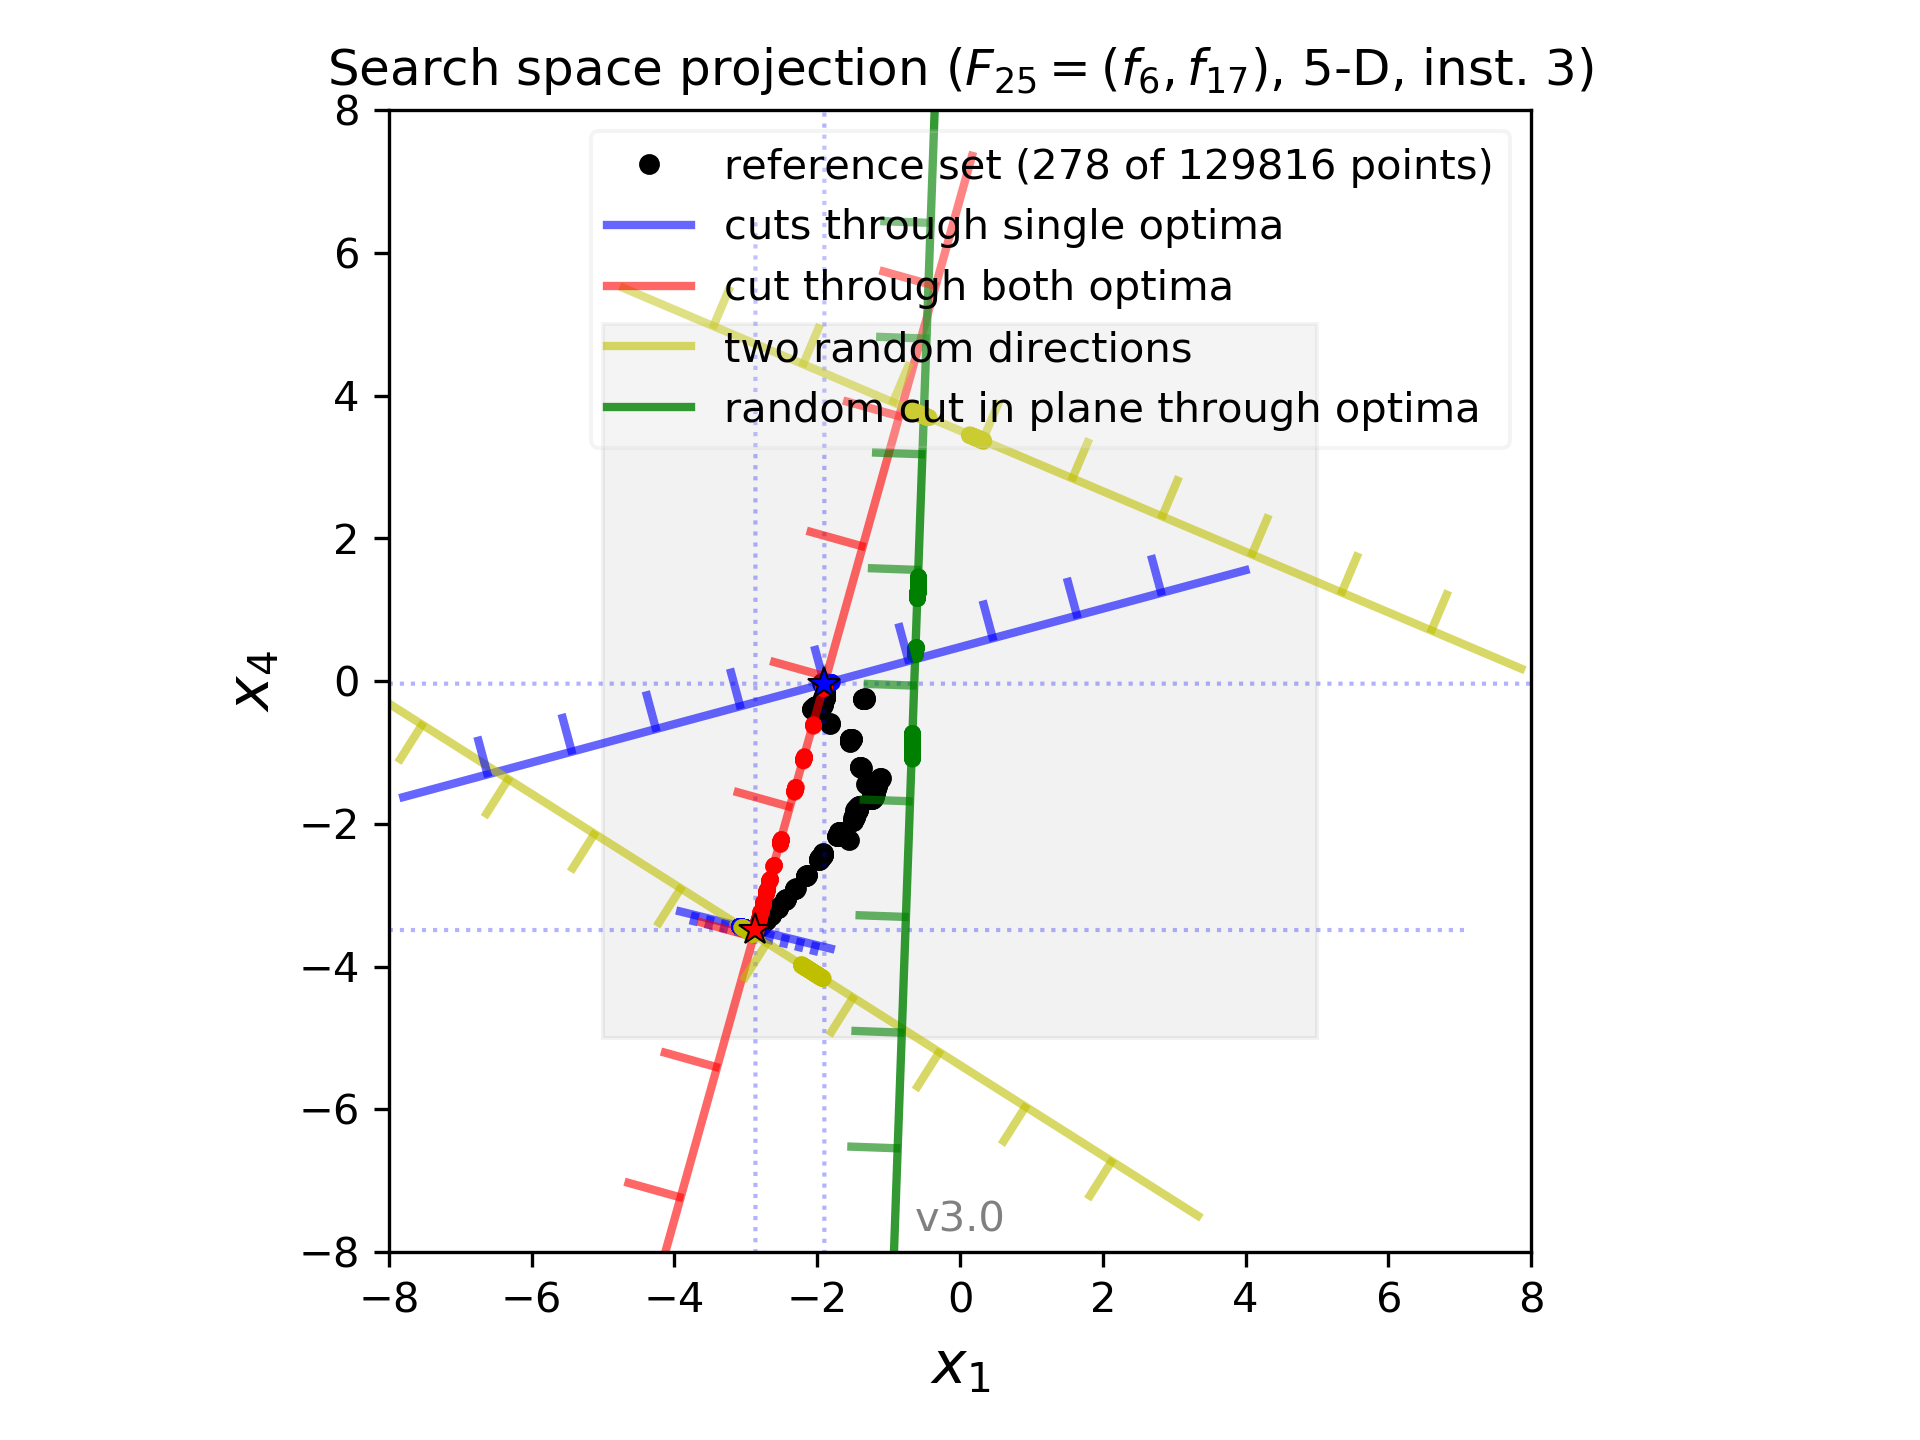 Search space projection (F₂₅ = (f₆, f₁₇), 5-D, inst. 3)
8
6
4
2
0
−2
−4
−6
−8
x₄
reference set (278 of 129816 points)
cuts through single optima
cut through both optima
two random directions
random cut in plane through optima
v3.0
−8 −6 −4 −2 0 2 4 6 8
x₁